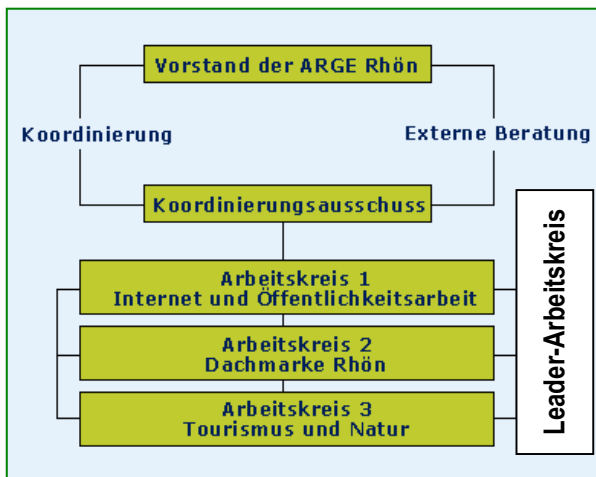 Vorstand der ARGE Rhön
Koordinierung
Externe Beratung
Koordinierungsausschuss
Arbeitskreis 1
Internet und Öffentlichkeitsarbeit
Arbeitskreis 2
Dachmarke Rhön
Arbeitskreis 3
Tourismus und Natur
Leader-Arbeitskreis